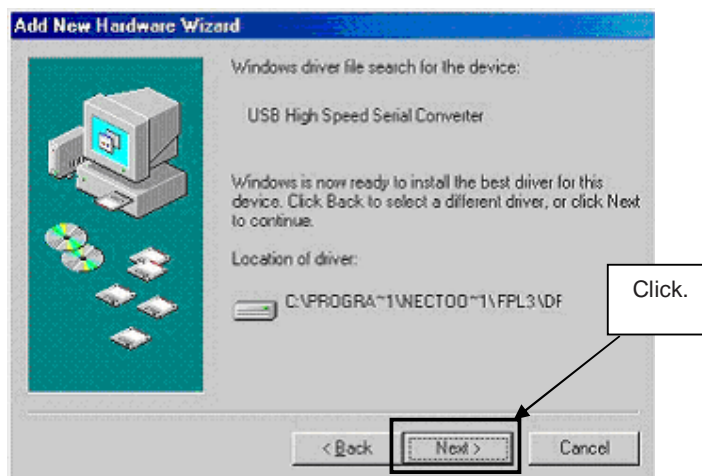 Add New Hardware Wizard
Windows driver file search for the device:
USB High Speed Serial Converter
Windows is now ready to install the best driver for this
device. Click Back to select a different driver, or click Next
to continue.
Location of driver:
C:\PROGRA~1\NECTOO~1\FPL3\DF
Click.
< Back
Next >
Cancel